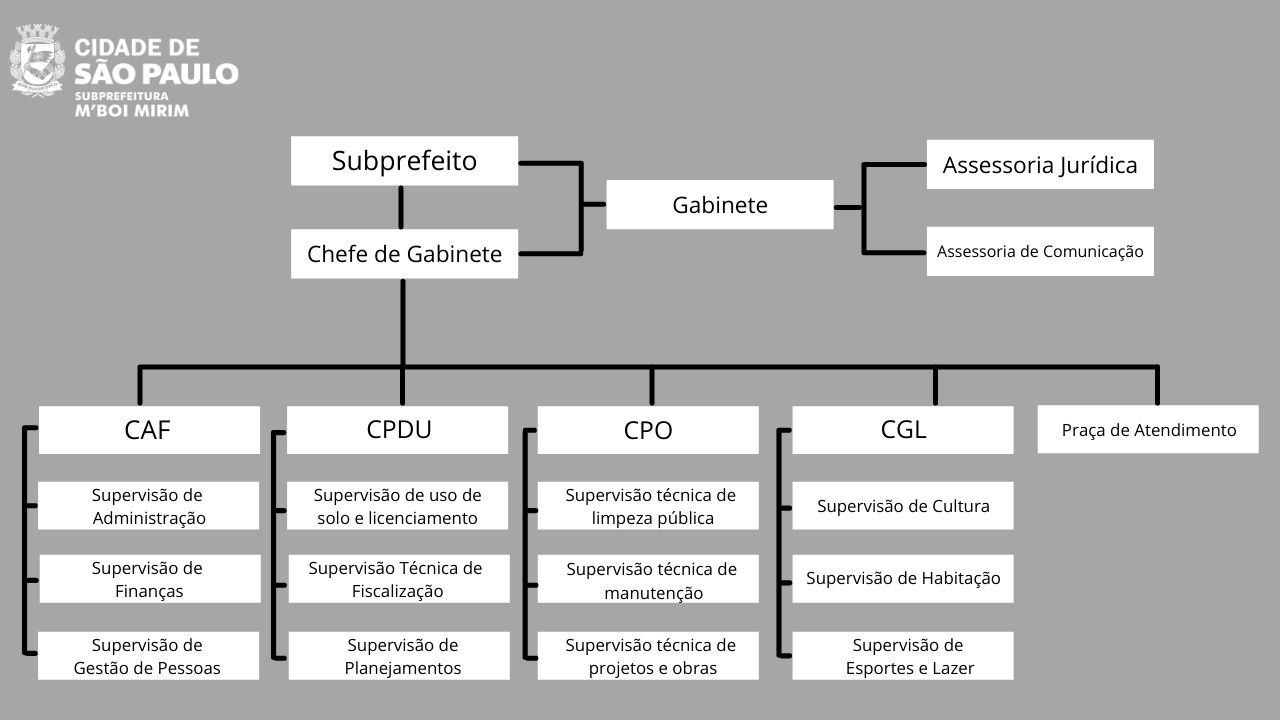 CIDADE DE
SÃO PAULO
SUBPREFEITURA
M'BOI MIRIM
Subprefeito
Chefe de Gabinete
Gabinete
Assessoria Jurídica
Assessoria de Comunicação
CAF
Supervisão de
Administração
Supervisão de
Finanças
Supervisão de
Gestão de Pessoas
CPDU
Supervisão de uso de
solo e licenciamento
Supervisão Técnica de
Fiscalização
Supervisão de
Planejamentos
CPO
Supervisão técnica de
limpeza pública
Supervisão técnica de
manutenção
Supervisão técnica de
projetos e obras
CGL
Supervisão de Cultura
Supervisão de Habitação
Supervisão de
Esportes e Lazer
Praça de Atendimento